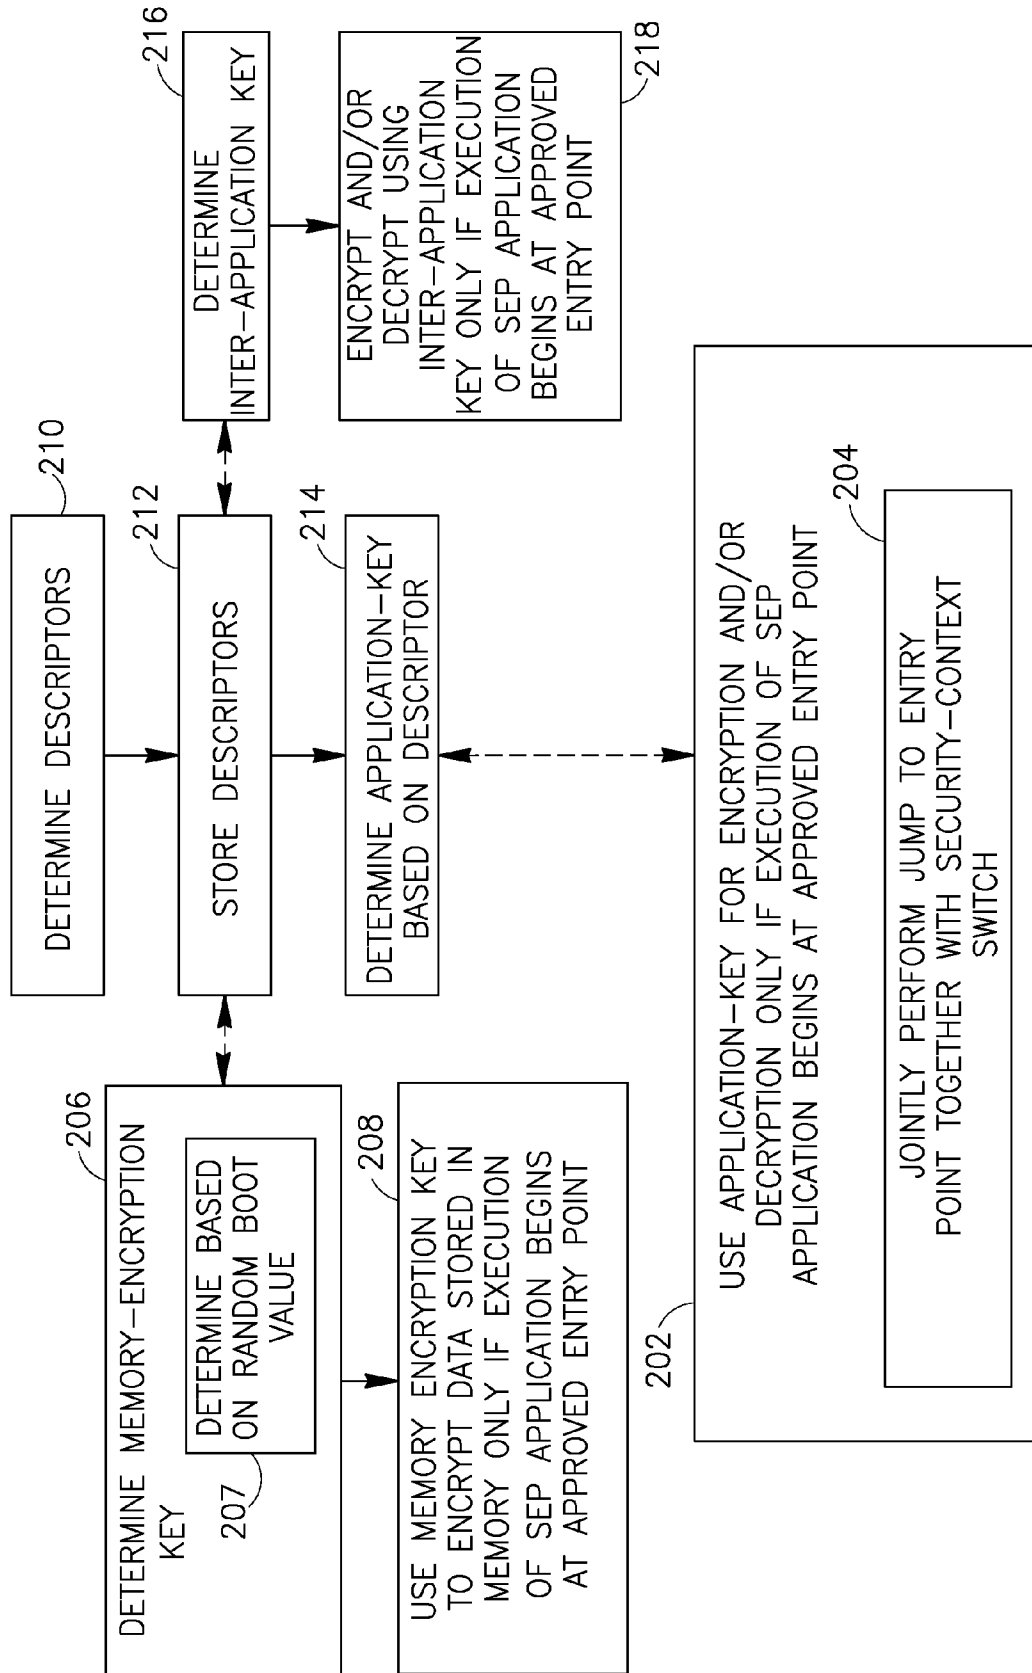 DETERMINE DESCRIPTORS
210
STORE DESCRIPTORS
212
DETERMINE APPLICATION-KEY
BASED ON DESCRIPTOR
214
DETERMINE MEMORY-ENCRYPTION
KEY
206
DETERMINE BASED
ON RANDOM BOOT
VALUE
207
USE MEMORY ENCRYPTION KEY
TO ENCRYPT DATA STORED IN
MEMORY ONLY IF EXECUTION
OF SEP APPLICATION BEGINS
AT APPROVED ENTRY POINT
208
DETERMINE
INTER-APPLICATION KEY
216
ENCRYPT AND/OR
DECRYPT USING
INTER-APPLICATION
KEY ONLY IF EXECUTION
OF SEP APPLICATION
BEGINS AT APPROVED
ENTRY POINT
218
USE APPLICATION-KEY FOR ENCRYPTION AND/OR
DECRYPTION ONLY IF EXECUTION OF SEP
APPLICATION BEGINS AT APPROVED ENTRY POINT
202
JOINTLY PERFORM JUMP TO ENTRY
POINT TOGETHER WITH SECURITY-CONTEXT
SWITCH
204